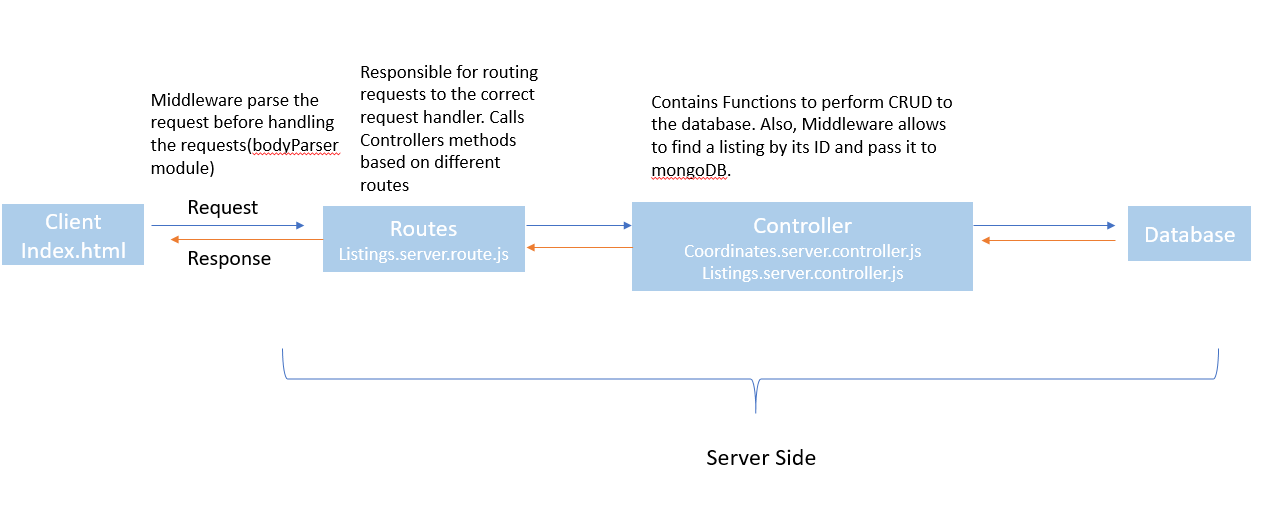 Middleware parse the
request before handling
the requests(bodyParser
module)
Responsible for routing
requests to the correct
request handler. Calls
Controllers methods
based on different
routes
Contains Functions to perform CRUD to
the database. Also, Middleware allows
to find a listing by its ID and pass it to
mongoDB.
Client
Index.html
Request
Response
Routes
Listings.server.route.js
Controller
Coordinates.server.controller.js
Listings.server.controller.js
Database
Server Side